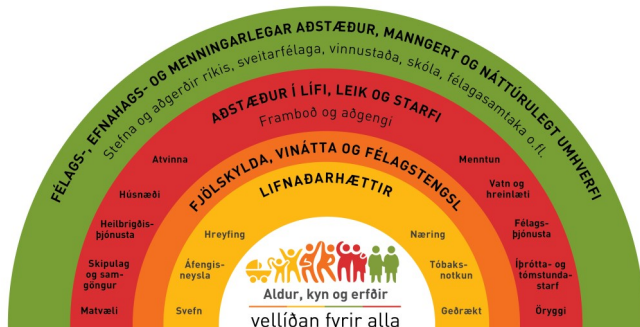 FÉLAGS-, EFNAHAGS- OG MENNINGARLEGAR AÐSTÆÐUR, MANNGERT OG NÁTTÚRULEGT UMHVERFI
Stefna og aðgerðir ríkis, sveitarfélaga, vinnustaða, skóla, félagasamtaka o.fl.
AÐSTÆÐUR Í LÍFI, LEIK OG STARFI
Framboð og aðgengi
Atvinna
Húsnæði
Heilbrigðis-
þjónusta
Skipulag
og sam-
göngur
Matvæli
Menntun
Vatn og
hreinlæti
Félags-
þjónusta
Íþrótta- og
tómstunda-
starf
Öryggi
FJÖLSKYLDA, VINÁTTA OG FÉLAGSTENGSL
LIFNAÐARHÆTTIR
Hreyfing
Áfengis-
neysla
Svefn
Næring
Tóbaks-
notkun
Geðrækt
Aldur, kyn og erfðir
vellíðan fyrir alla